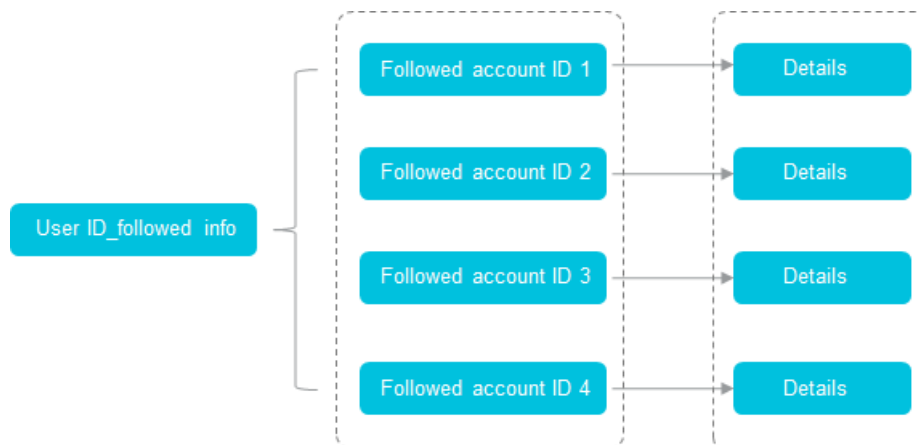 Followed account ID 1
Details
Followed account ID 2
Details
User ID_followed info
Followed account ID 3
Details
Followed account ID 4
Details